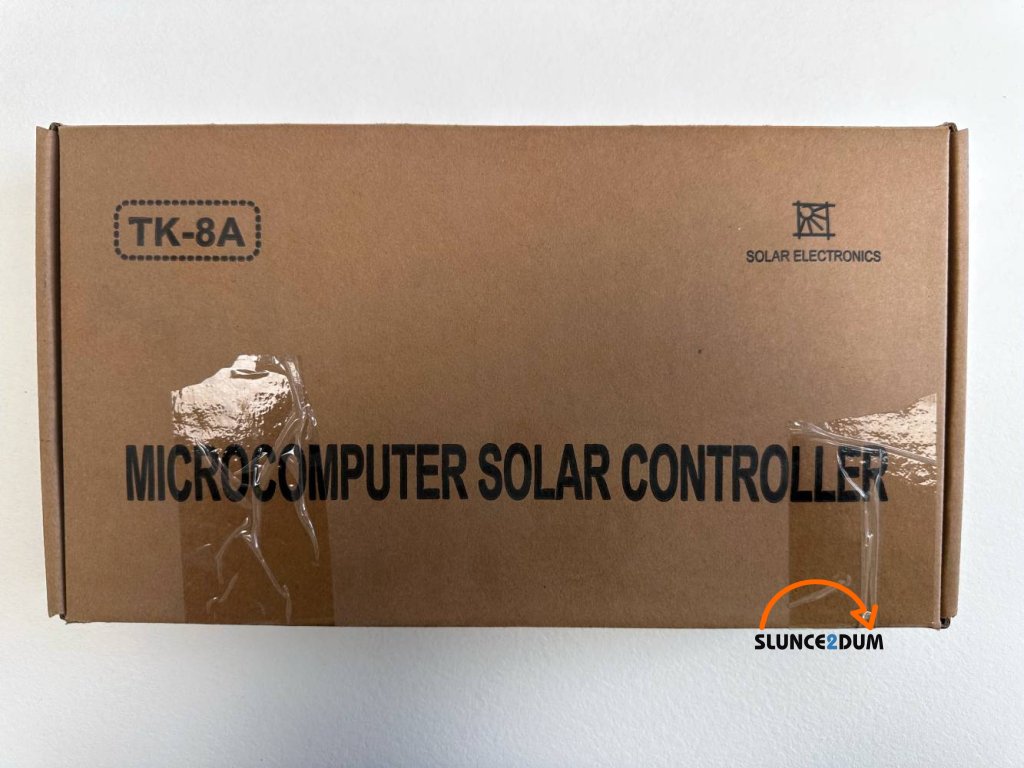 TK-8A
SOLAR ELECTRONICS
MICROCOMPUTER SOLAR CONTROLLER
SLUNCE2DUM